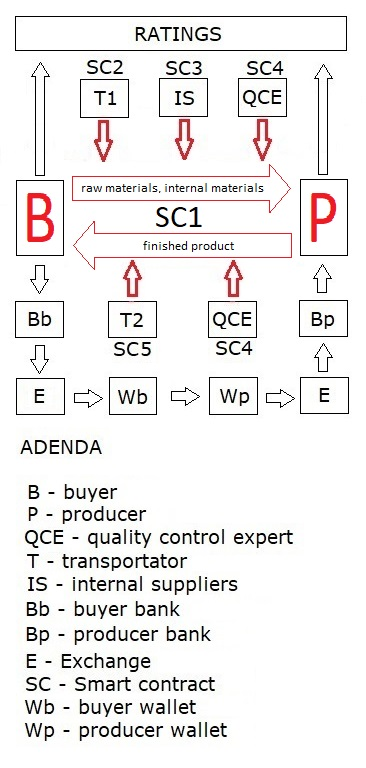 RATINGS
SC2 SC3 SC4
T1 IS QCE
B raw materials, internal materials P
SC1
finished product
Bb T2 QCE Bp
SC5 SC4
E Wb Wp E
ADENDA
B - buyer
P - producer
QCE - quality control expert
T - transportator
IS - internal suppliers
Bb - buyer bank
Bp - producer bank
E - Exchange
SC - Smart contract
Wb - buyer wallet
Wp - producer wallet